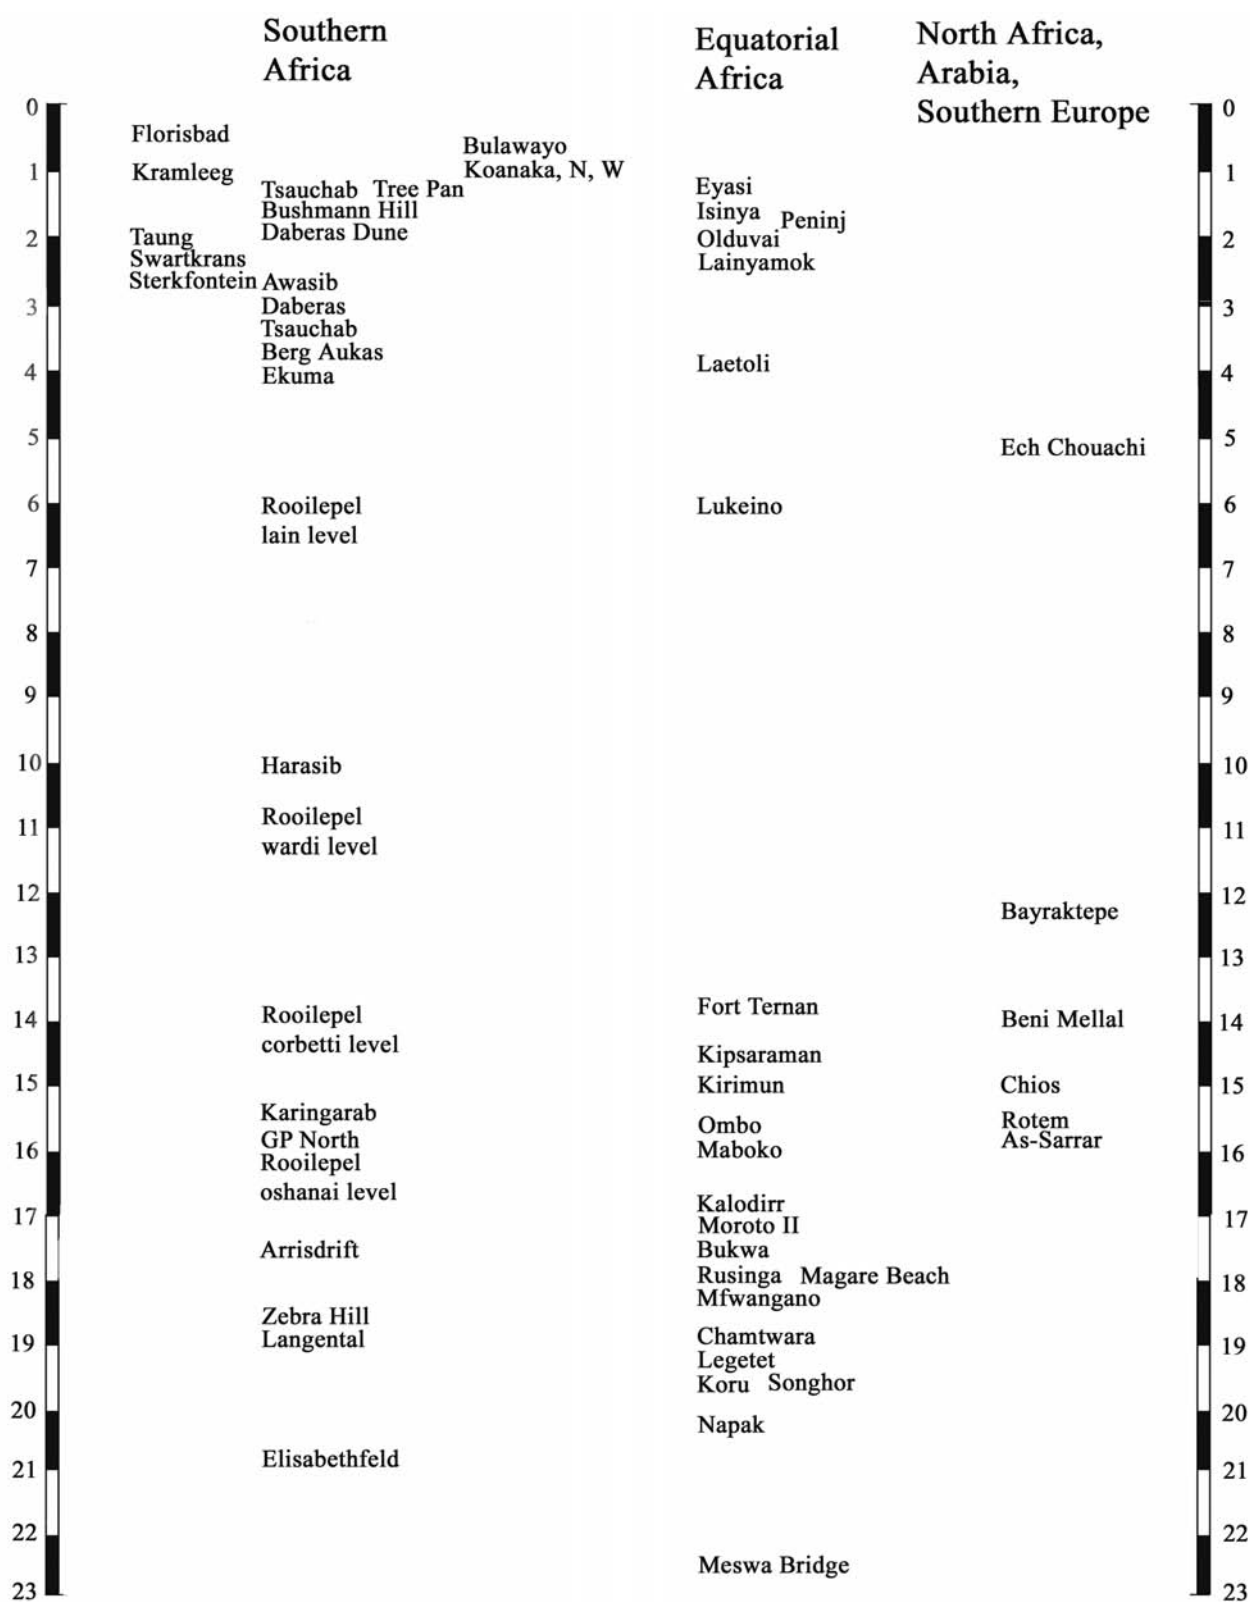 Southern
Africa
Equatorial
Africa
North Africa,
Arabia,
Southern Europe
0
0
Florisbad
Bulawayo
1
Kramleeg
Koanaka, N, W
1
Tsauchab Tree Pan
Eyasi
Bushmann Hill
Isinya
Peninj
2
Taung
Daberas Dune
Olduvai
2
Swartkrans
Lainyamok
Sterkfontein
Awasib
3
Daberas
3
Tsauchab
Berg Aukas
Laetoli
4
Ekuma
4
5
Ech Chouachi
5
6
Rooilepel
Lukeino
6
lain level
7
7
8
8
9
9
10
Harasib
10
Rooilepel
11
11
wardi level
12
12
Bayraktepe
13
13
Fort Ternan
14
Rooilepel
Beni Mellal
14
corbetti level
Kipsaraman
15
Kirimun
Chios
15
Karingarab
Ombo
Rotem
GP North
As-Sarrar
16
Rooilepel
Maboko
16
oshanai level
Kalodirr
17
Moroto II
17
Arrisdrift
Bukwa
18
Rusinga Magare Beach
18
Mfwangano
Zebra Hill
19
Langental
Chamtwara
19
Legetet
Koru Songhor
20
Napak
20
Elisabethfeld
21
21
22
22
Meswa Bridge
23
23